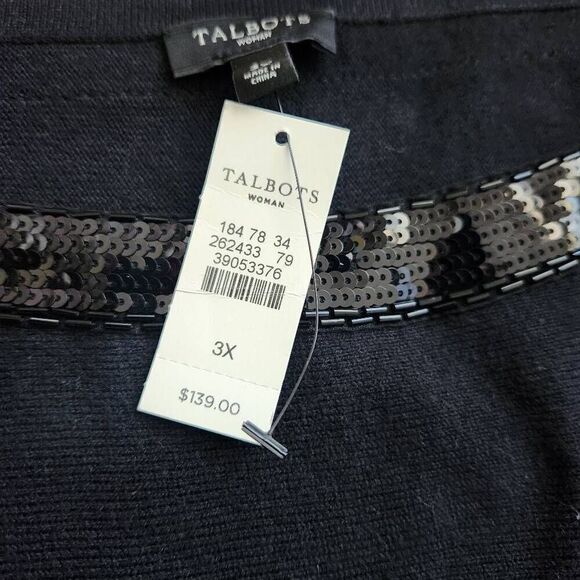 TALBOTS
WOMAN
MADE IN
CHINA
TALBOTS
WOMAN
184 78 34
262433 79
39053376
3X
$139.00